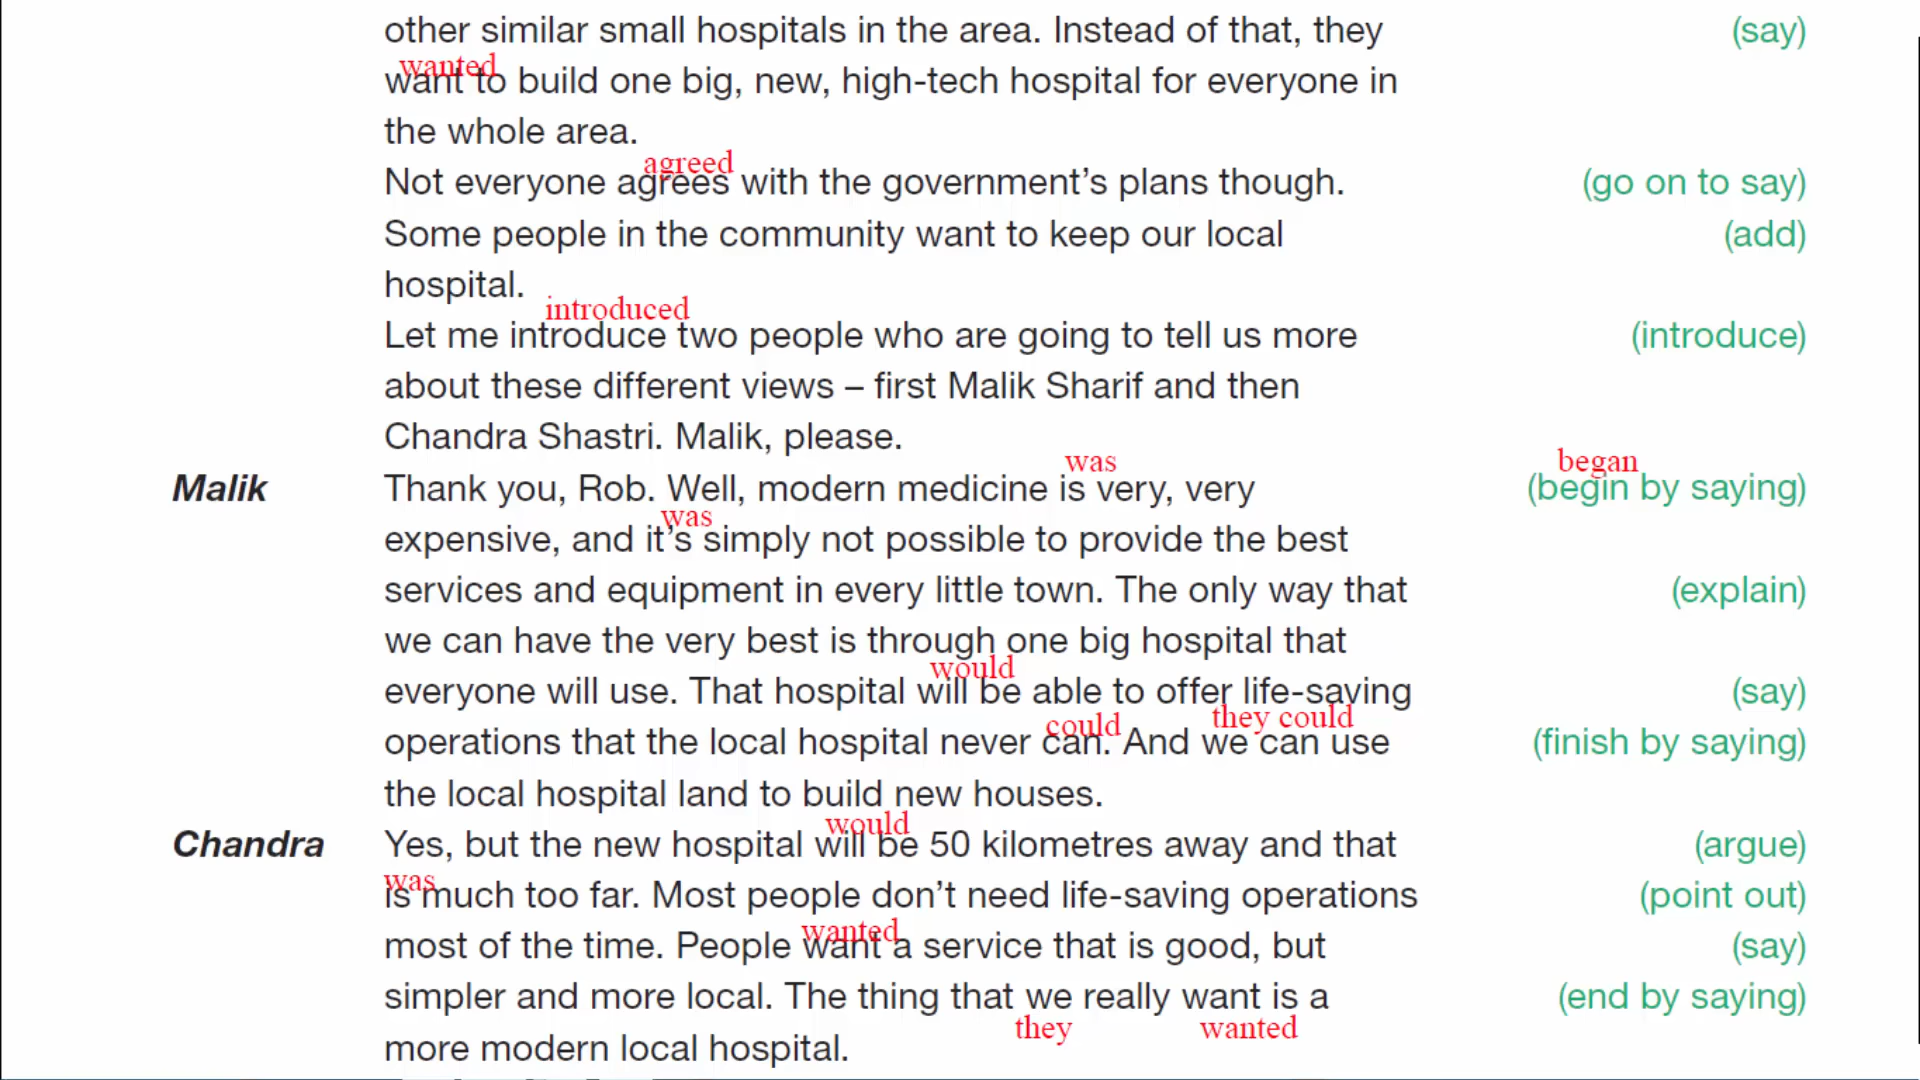 other similar small hospitals in the area. Instead of that, they (say)
wanted
want to build one big, new, high-tech hospital for everyone in
the whole area.
agreed
Not everyone agrees with the government’s plans though. (go on to say)
Some people in the community want to keep our local (add)
hospital.
introduced
Let me introduce two people who are going to tell us more (introduce)
about these different views – first Malik Sharif and then
Chandra Shastri. Malik, please.
was began
Malik Thank you, Rob. Well, modern medicine is very, very (begin by saying)
was
expensive, and it’s simply not possible to provide the best
services and equipment in every little town. The only way that (explain)
we can have the very best is through one big hospital that
would
everyone will use. That hospital will be able to offer life-saving (say)
could they could
operations that the local hospital never can. And we can use (finish by saying)
the local hospital land to build new houses.
would
Chandra Yes, but the new hospital will be 50 kilometres away and that (argue)
was
is much too far. Most people don’t need life-saving operations (point out)
wanted
most of the time. People want a service that is good, but (say)
simpler and more local. The thing that we really want is a (end by saying)
they wanted
more modern local hospital.